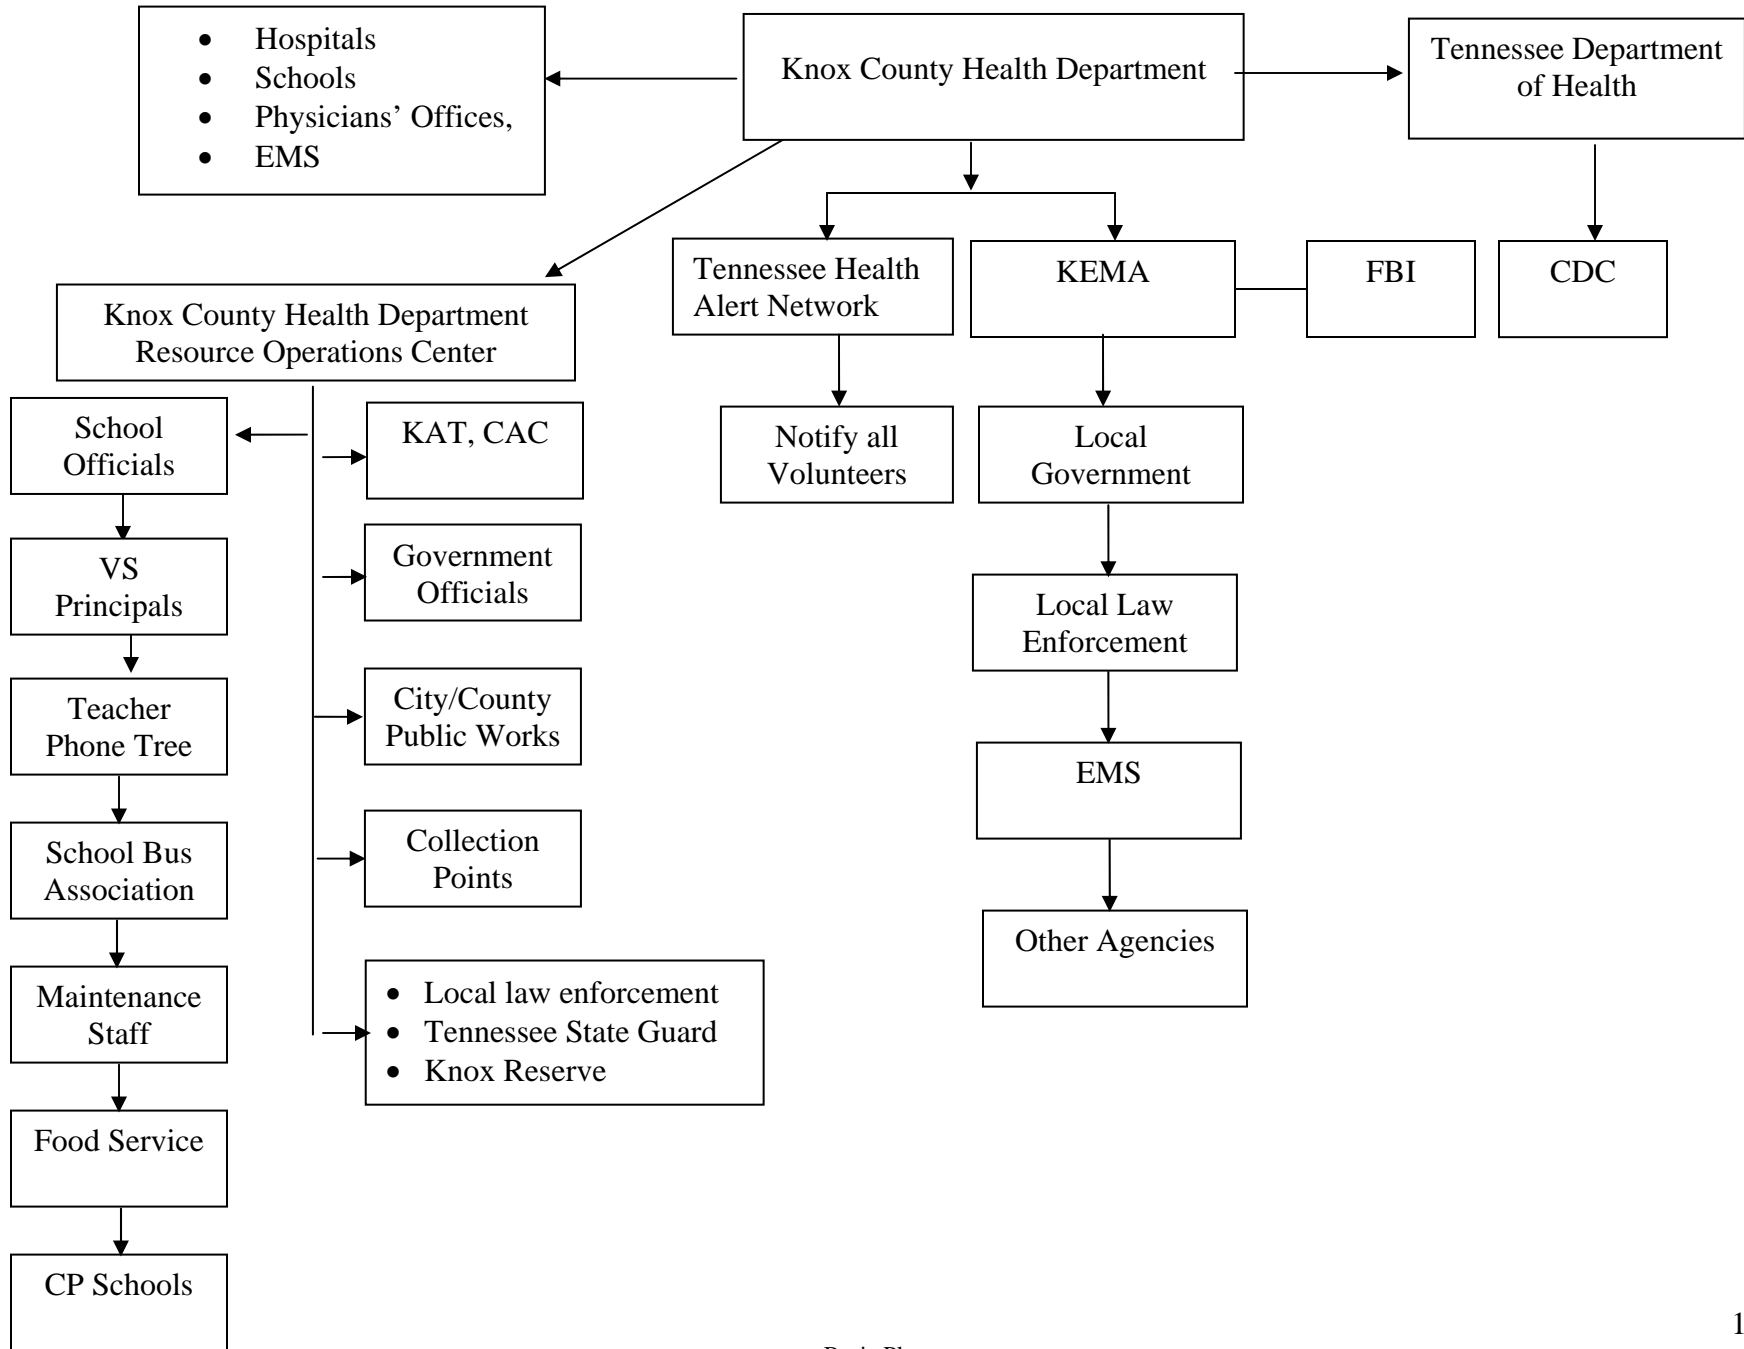 • Hospitals
• Schools
• Physicians’ Offices,
• EMS
Knox County Health Department
Tennessee Department
of Health
Tennessee Health
Alert Network
KEMA
FBI
CDC
Knox County Health Department
Resource Operations Center
School
Officials
KAT, CAC
Notify all
Volunteers
Local
Government
VS
Principals
Government
Officials
Local Law
Enforcement
Teacher
Phone Tree
City/County
Public Works
EMS
School Bus
Association
Collection
Points
Other Agencies
Maintenance
Staff
• Local law enforcement
• Tennessee State Guard
• Knox Reserve
Food Service
CP Schools
1